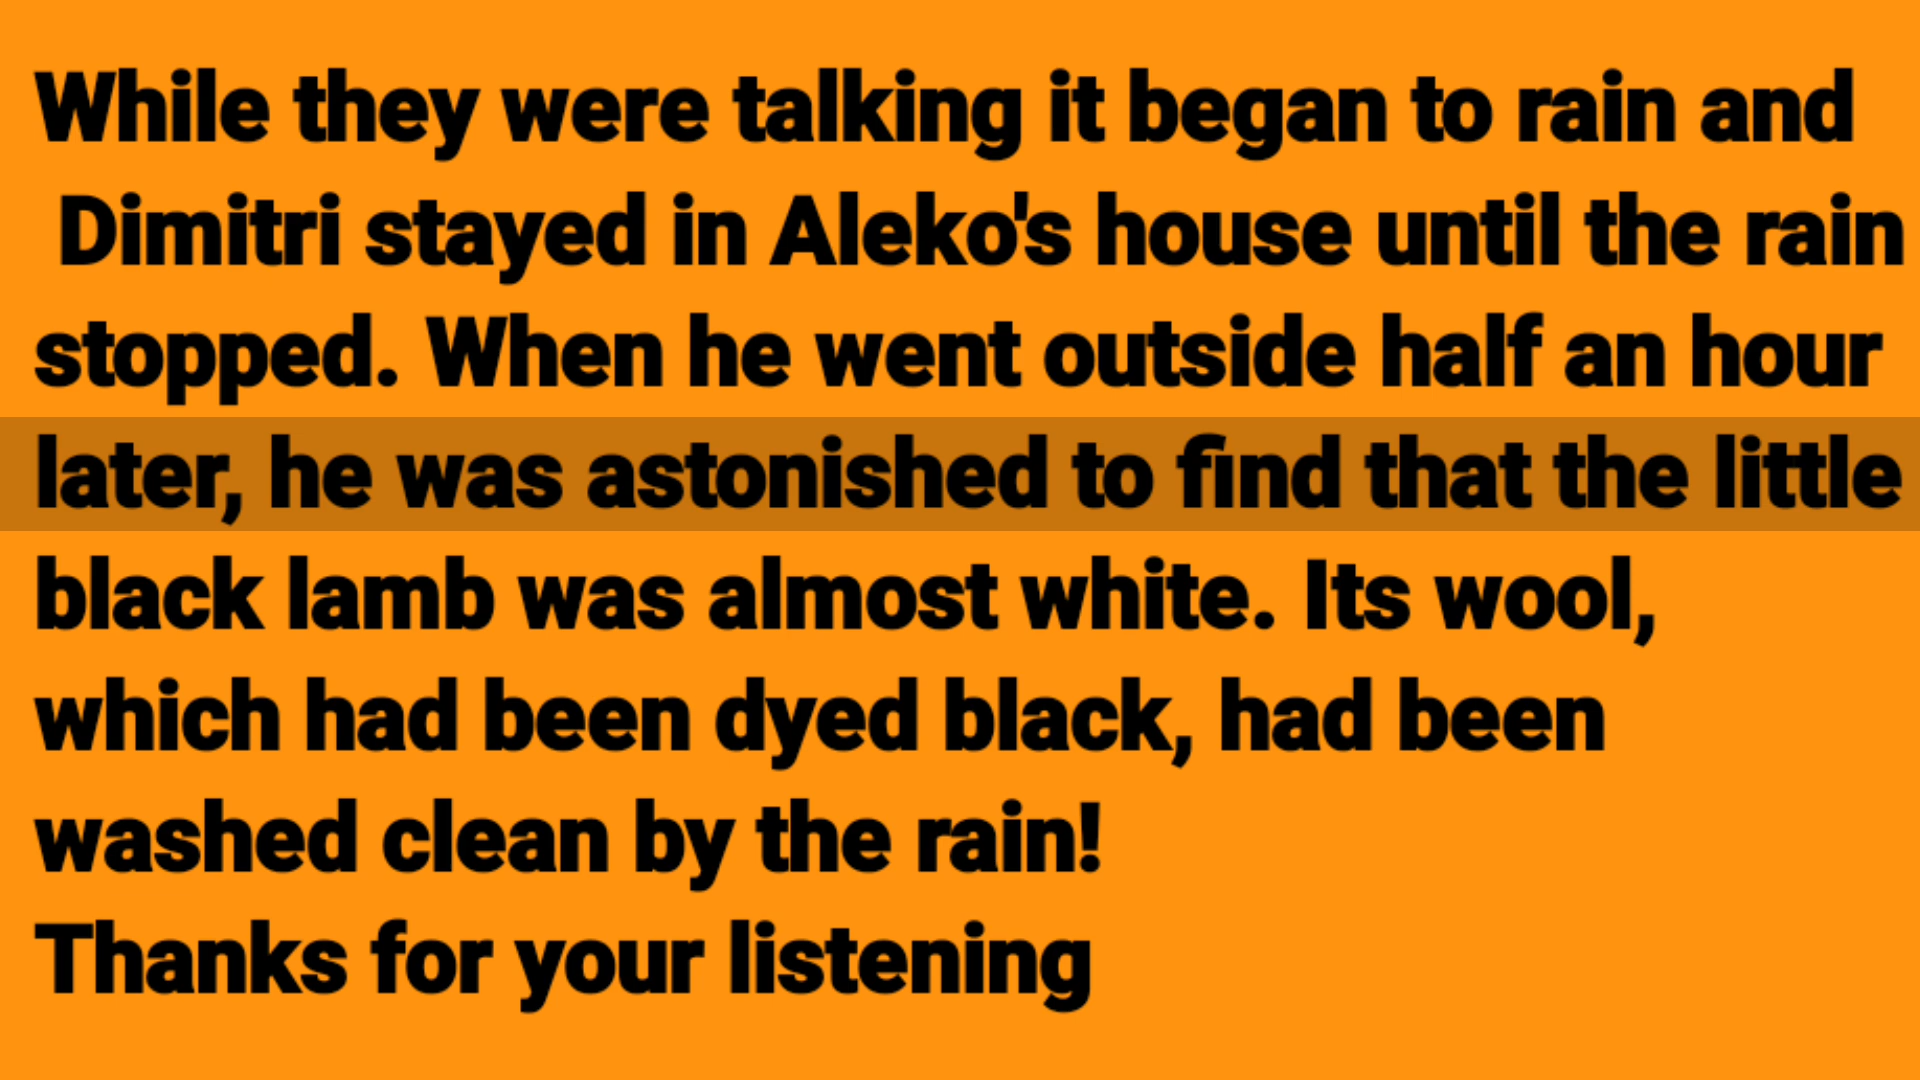 While they were talking it began to rain and
Dimitri stayed in Aleko's house until the rain
stopped. When he went outside half an hour
later, he was astonished to find that the little
black lamb was almost white. Its wool,
which had been dyed black, had been
washed clean by the rain!
Thanks for your listening